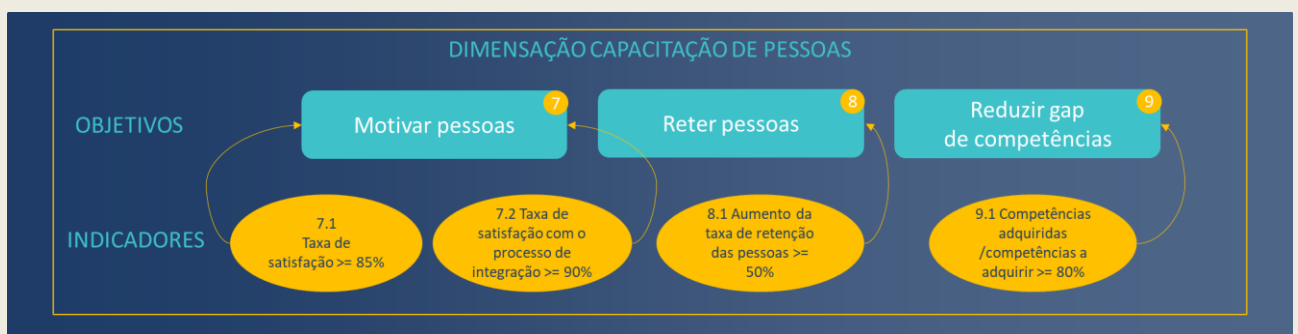 DIMENSAÇÃO CAPACITAÇÃO DE PESSOAS
OBJETIVOS
Motivar pessoas
7
Reter pessoas
8
Reduzir gap
de competências
9
INDICADORES
7.1
Taxa de
satisfação >= 85%
7.2 Taxa de
satisfação com o
processo de
integração >= 90%
8.1 Aumento da
taxa de retenção
das pessoas >=
50%
9.1 Competências
adquiridas
/competências a
adquirir >= 80%